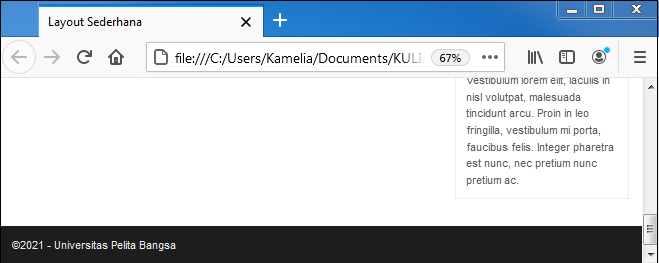 Layout Sederhana
file:///C:/Users/Kamelia/Documents/KULI
67%
Vestibulum lorem elit, iaculis in
nisl volutpat, malesuada
tincidunt arcu. Proin in leo
fringilla, vestibulum mi porta,
faucibus felis. Integer pharetra
est nunc, nec pretium nunc
pretium ac.
©2021 - Universitas Pelita Bangsa